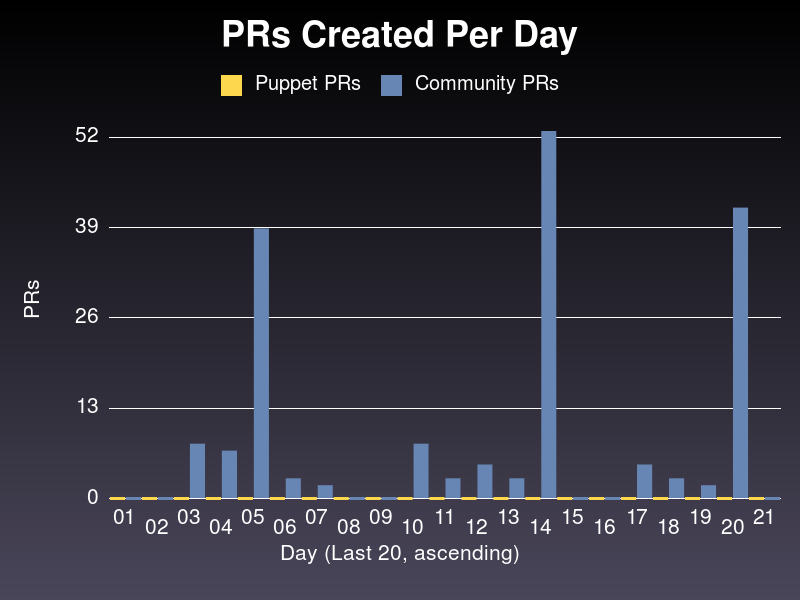 PRs Created Per Day
Puppet PRs Community PRs
52
39
26
13
0
PRs
01 02 03 04 05 06 07 08 09 10 11 12 13 14 15 16 17 18 19 20 21
Day (Last 20, ascending)